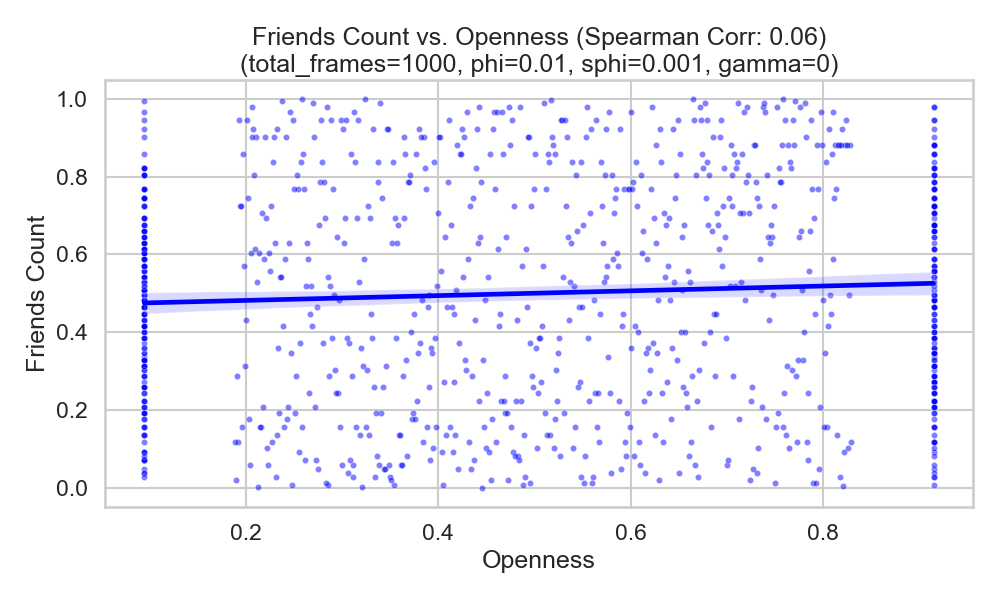 Friends Count vs. Openness (Spearman Corr: 0.06)
(total_frames=1000, phi=0.01, sphi=0.001, gamma=0)
1.0
0.8
0.6
0.4
0.2
0.0
Friends Count
0.2 0.4 0.6 0.8
Openness